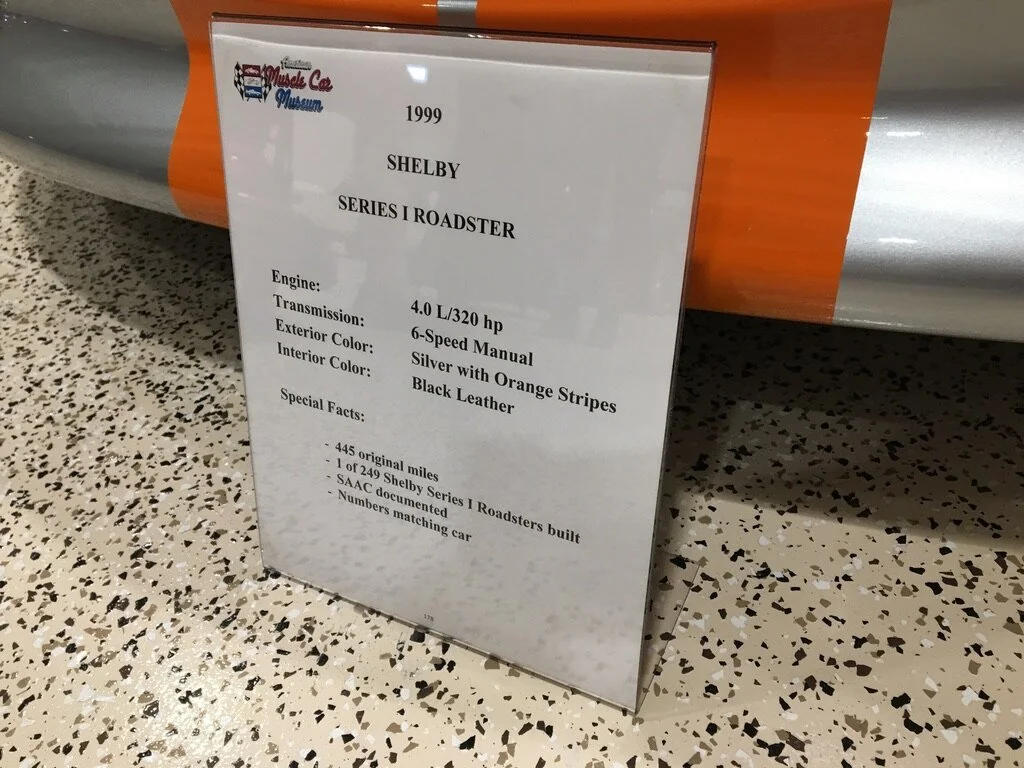 American
Muscle Car
Museum
1999
SHELBY
SERIES I ROADSTER
Engine: 4.0 L/320 hp
Transmission: 6-Speed Manual
Exterior Color: Silver with Orange Stripes
Interior Color: Black Leather
Special Facts:
- 445 original miles
- 1 of 249 Shelby Series I Roadsters built
- SAAC documented
- Numbers matching car
178